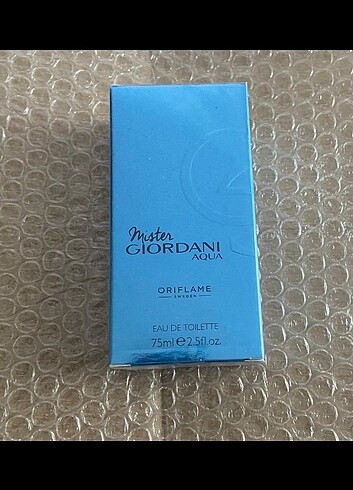 Mister
GIORDANI
AQUA
ORIFLAME
SWEDEN
EAU DE TOILETTE
75ml ℮ 2.5fl.oz.